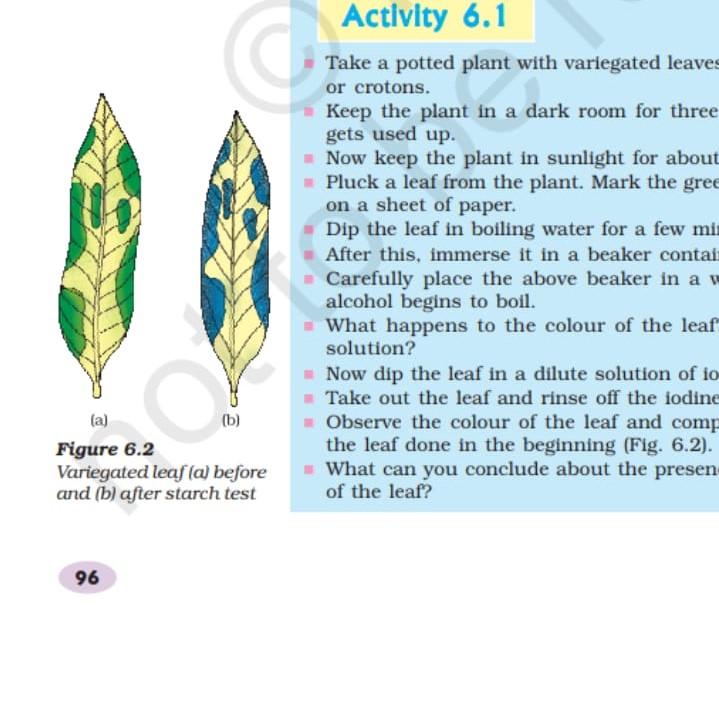 Activity 6.1
Take a potted plant with variegated leaves
or crotons.
Keep the plant in a dark room for three
gets used up.
Now keep the plant in sunlight for about
Pluck a leaf from the plant. Mark the gree
on a sheet of paper.
Dip the leaf in boiling water for a few mi
After this, immerse it in a beaker contai
Carefully place the above beaker in a w
alcohol begins to boil.
What happens to the colour of the leaf
solution?
Now dip the leaf in a dilute solution of io
Take out the leaf and rinse off the iodine
Observe the colour of the leaf and comp
the leaf done in the beginning (Fig. 6.2).
What can you conclude about the presen
of the leaf?
(a) (b)
Figure 6.2
Variegated leaf (a) before
and (b) after starch test
96
©
not to be re